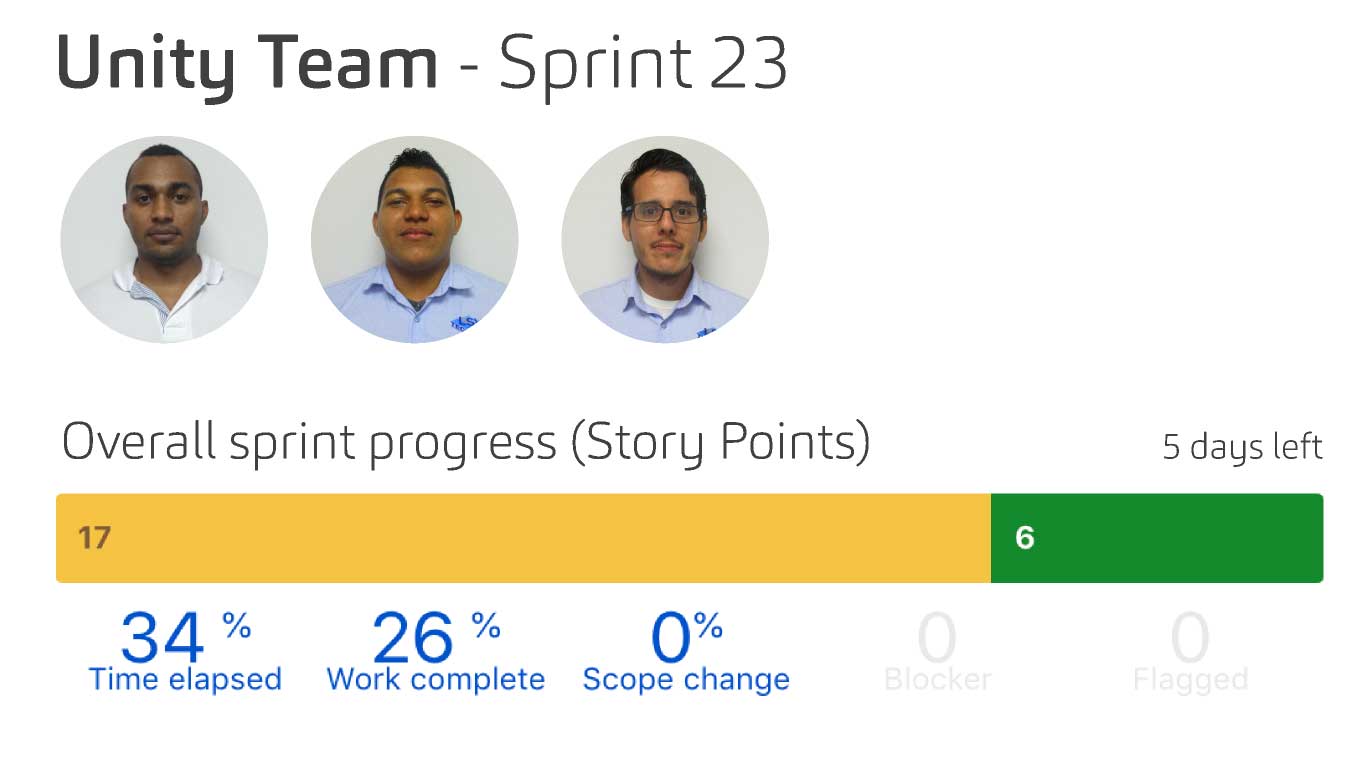 Unity Team - Sprint 23
Overall sprint progress (Story Points)
5 days left
17
6
34 %
26 %
0%
0
0
Time elapsed
Work complete
Scope change
Blocker
Flagged